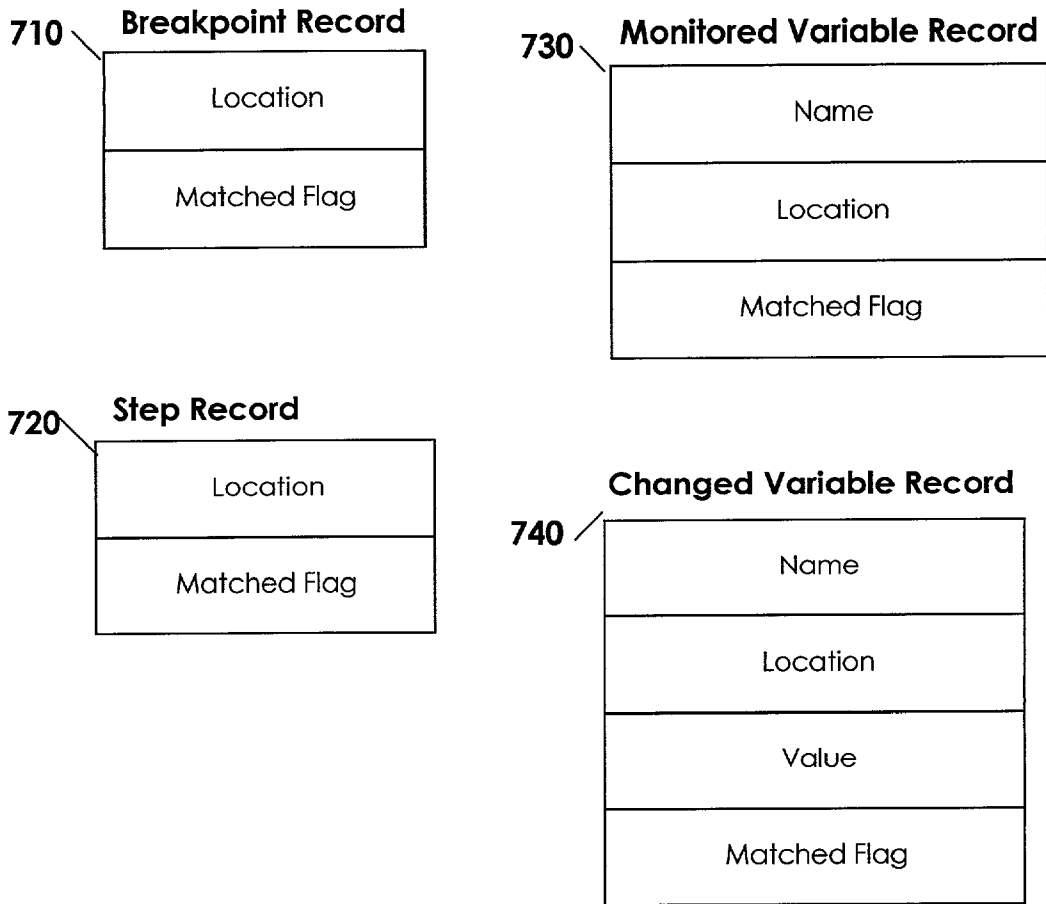 710
Breakpoint Record
Location
Matched Flag
730
Monitored Variable Record
Name
Location
Matched Flag
720
Step Record
Location
Matched Flag
740
Changed Variable Record
Name
Location
Value
Matched Flag